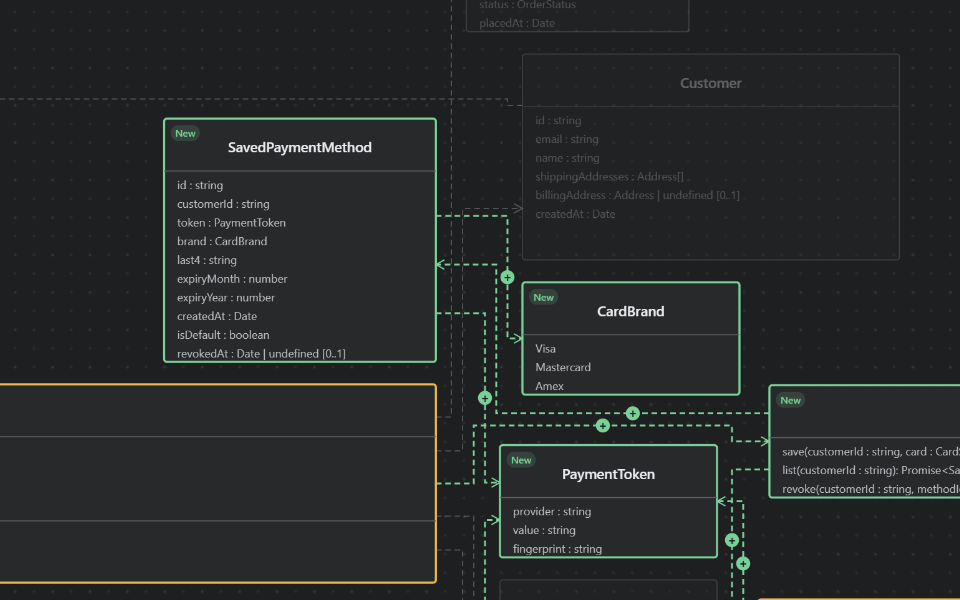 status : OrderStatus
placedAt : Date
Customer
id : string
email : string
name : string
shippingAddresses : Address[]
billingAddress : Address | undefined [0..1]
createdAt : Date
New
SavedPaymentMethod
id : string
customerId : string
token : PaymentToken
brand : CardBrand
last4 : string
expiryMonth : number
expiryYear : number
createdAt : Date
isDefault : boolean
revokedAt : Date | undefined [0..1]
New
CardBrand
Visa
Mastercard
Amex
New
save(customerId : string, card : CardS
list(customerId : string): Promise<Sa
revoke(customerId : string, methodI
New
PaymentToken
provider : string
value : string
fingerprint : string